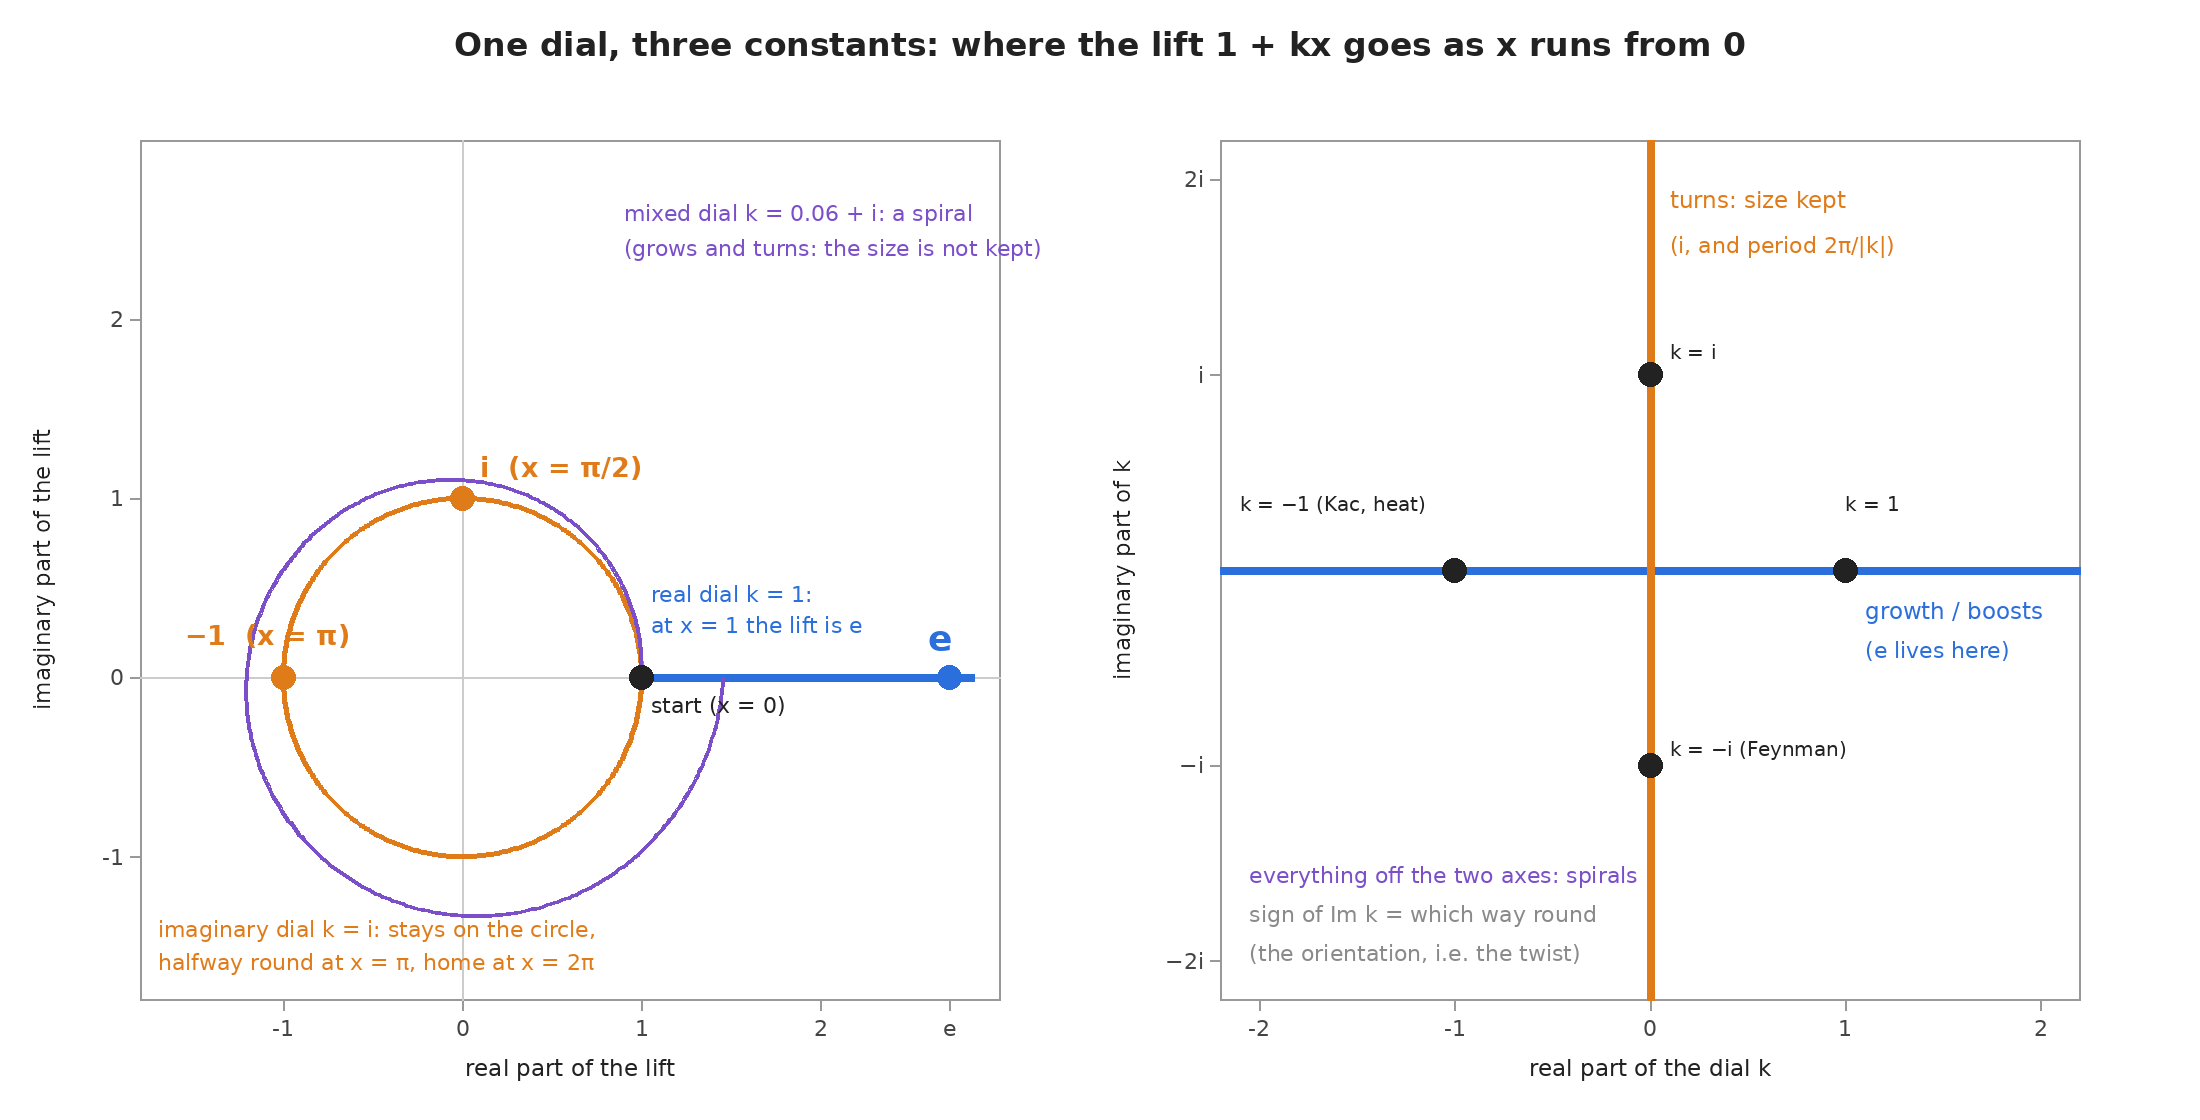 One dial, three constants: where the lift 1 + kx goes as x runs from 0
mixed dial k = 0.06 + i: a spiral
(grows and turns: the size is not kept)
2
1
0
-1
imaginary part of the lift
i (x = π/2)
−1 (x = π)
real dial k = 1:
at x = 1 the lift is e
e
start (x = 0)
imaginary dial k = i: stays on the circle,
halfway round at x = π, home at x = 2π
-1
0
1
2
e
real part of the lift
2i
i
−i
−2i
imaginary part of k
turns: size kept
(i, and period 2π/|k|)
k = i
k = −1 (Kac, heat)
k = 1
growth / boosts
(e lives here)
k = −i (Feynman)
everything off the two axes: spirals
sign of Im k = which way round
(the orientation, i.e. the twist)
-2
-1
0
1
2
real part of the dial k